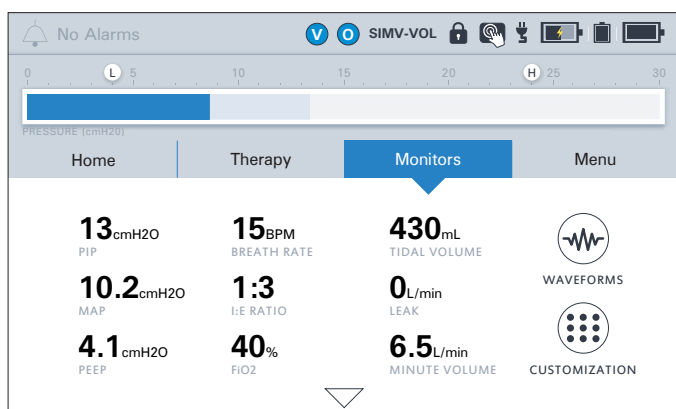 No Alarms V O SIMV-VOL
0 L 5 10 15 20 H 25 30
PRESSURE (cmH20)
Home Therapy Monitors Menu
13cmH2O 15BPM 430mL
PIP BREATH RATE TIDAL VOLUME
WAVEFORMS
10.2cmH2O 1:3 0L/min
MAP I:E RATIO LEAK
4.1cmH2O 40% 6.5L/min
PEEP FiO2 MINUTE VOLUME CUSTOMIZATION